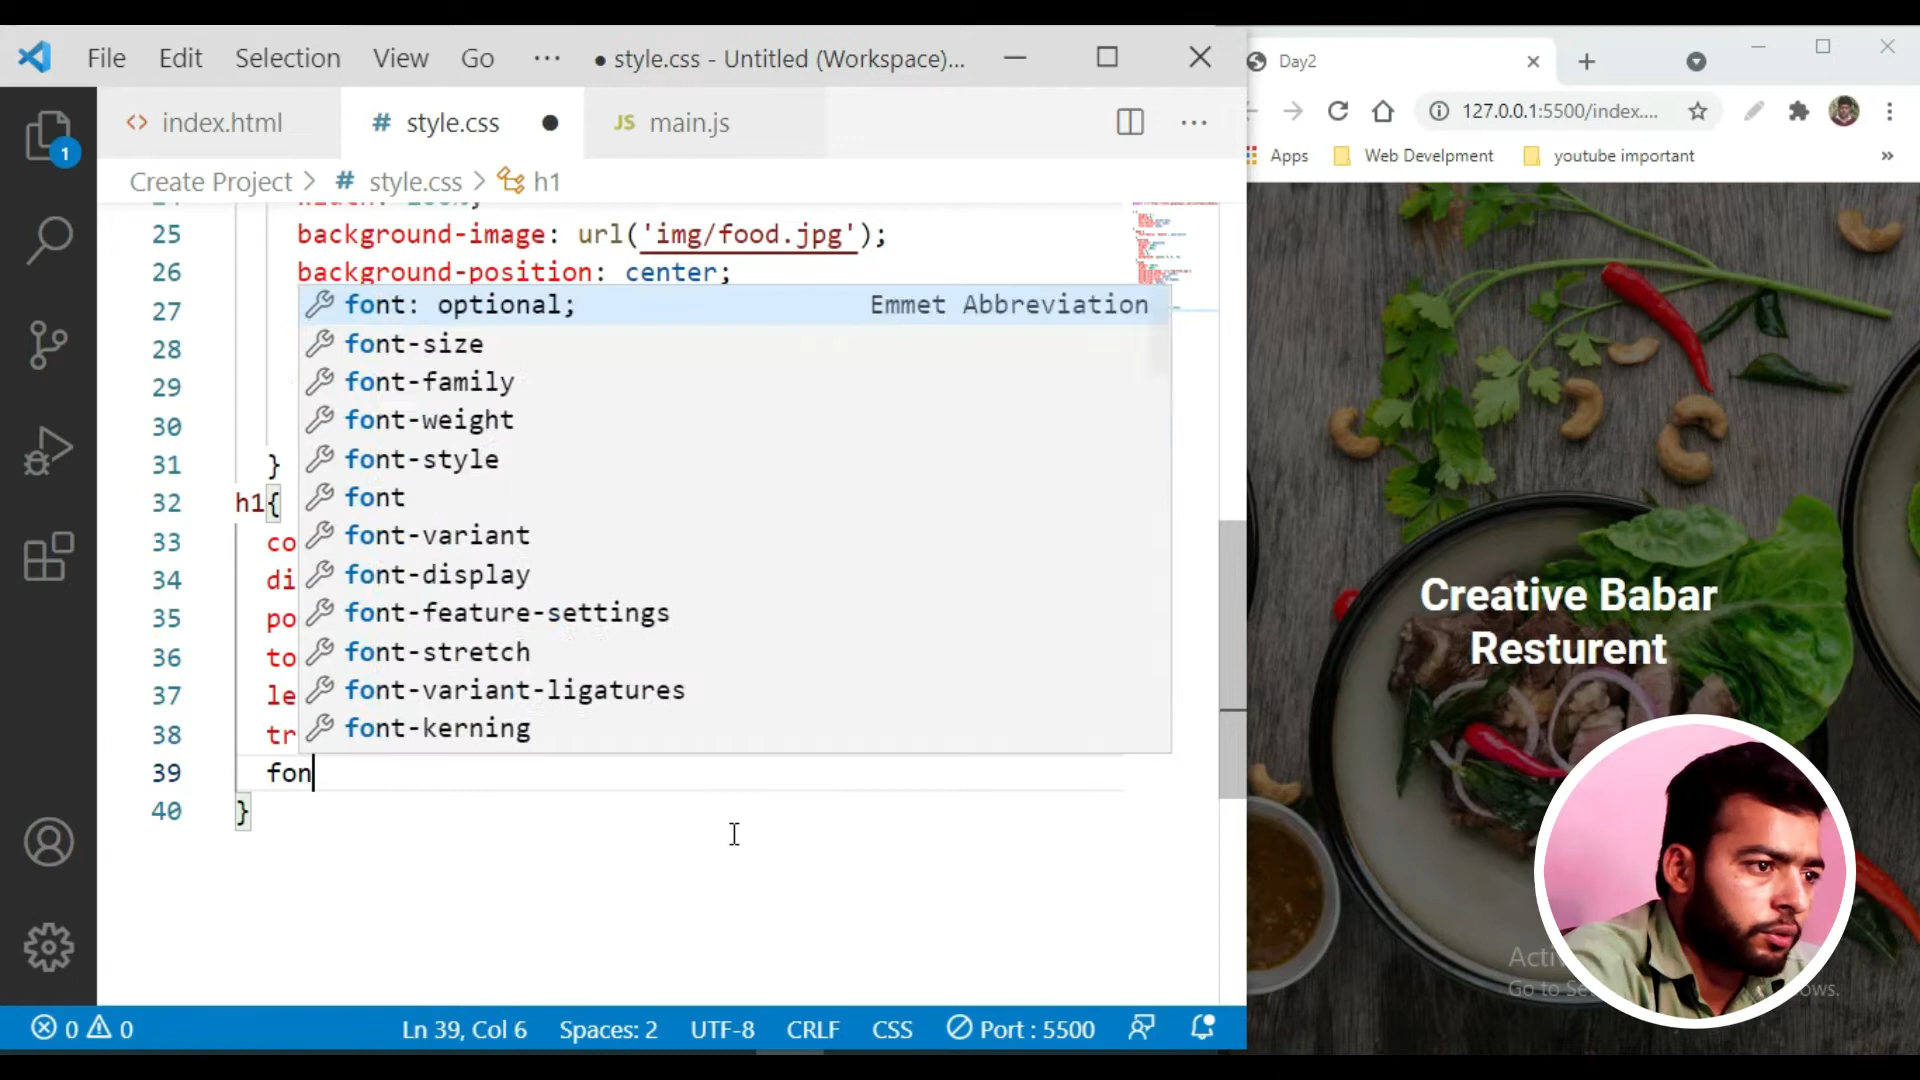 File Edit Selection View Go ··· ● style.css - Untitled (Workspace)...
index.html # style.css ● JS main.js ···
Create Project > # style.css > h1
25 background-image: url('img/food.jpg');
26 background-position: center;
27
28
29
30
31 }
32 h1{
33 co
34 di
35 po
36 to
37 le
38 tr
39 fon
40 }
font: optional; Emmet Abbreviation
font-size
font-family
font-weight
font-style
font
font-variant
font-display
font-feature-settings
font-stretch
font-variant-ligatures
font-kerning
1
0 0 Ln 39, Col 6 Spaces: 2 UTF-8 CRLF CSS Port : 5500
Day2
127.0.0.1:5500/index....
Apps Web Develpment youtube important »
Creative Babar
Resturent
Go to